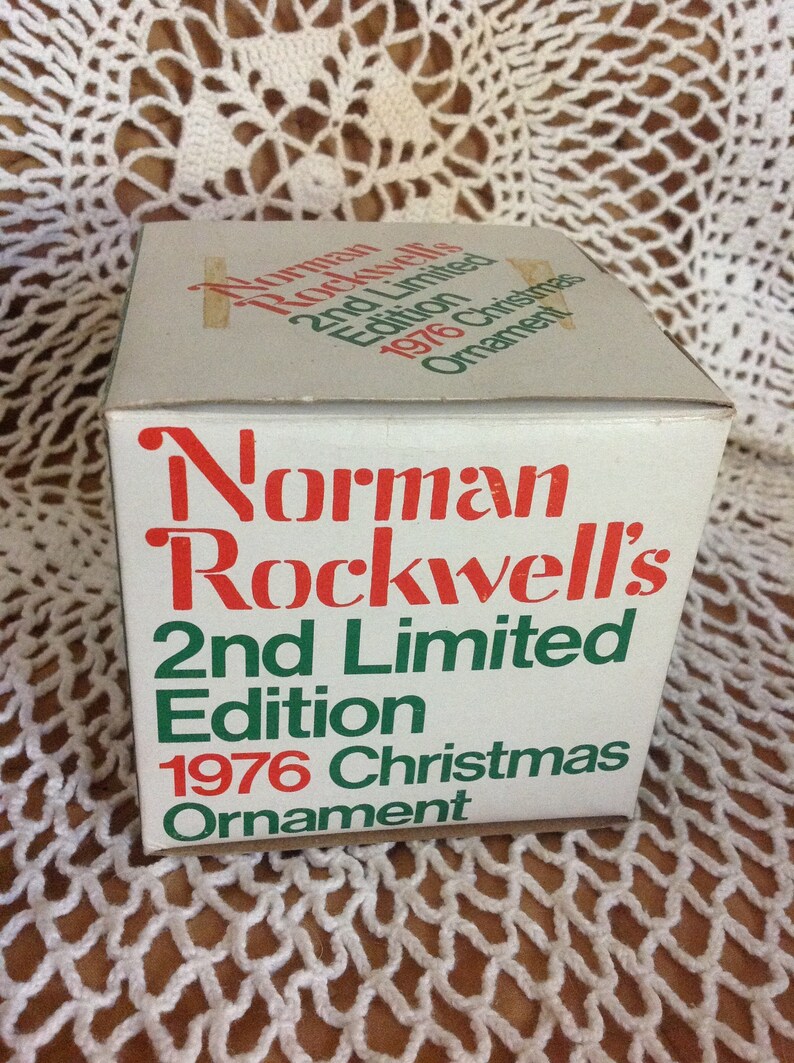 Norman
Rockwell's
2nd Limited
Edition
1976 Christmas
Ornament
Norman
Rockwell's
2nd Limited
Edition
1976 Christmas
Ornament